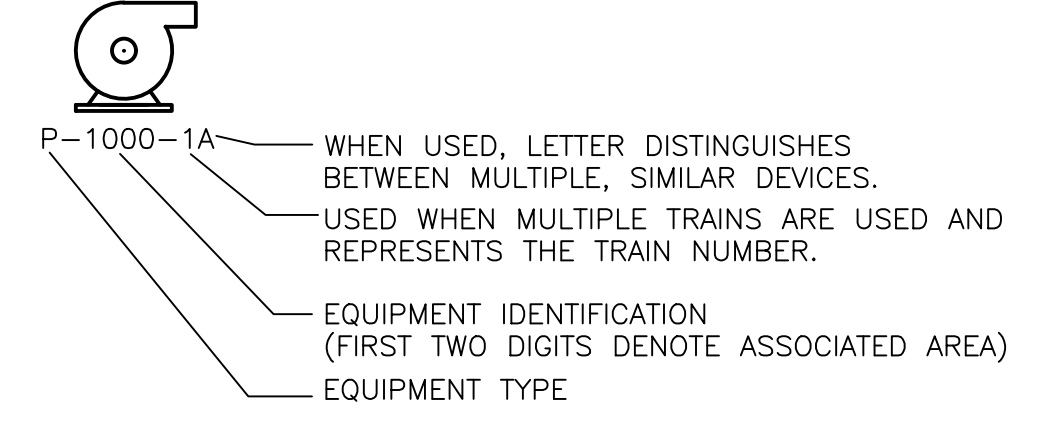 P-1000-1A
WHEN USED, LETTER DISTINGUISHES
BETWEEN MULTIPLE, SIMILAR DEVICES.
USED WHEN MULTIPLE TRAINS ARE USED AND
REPRESENTS THE TRAIN NUMBER.
EQUIPMENT IDENTIFICATION
(FIRST TWO DIGITS DENOTE ASSOCIATED AREA)
EQUIPMENT TYPE